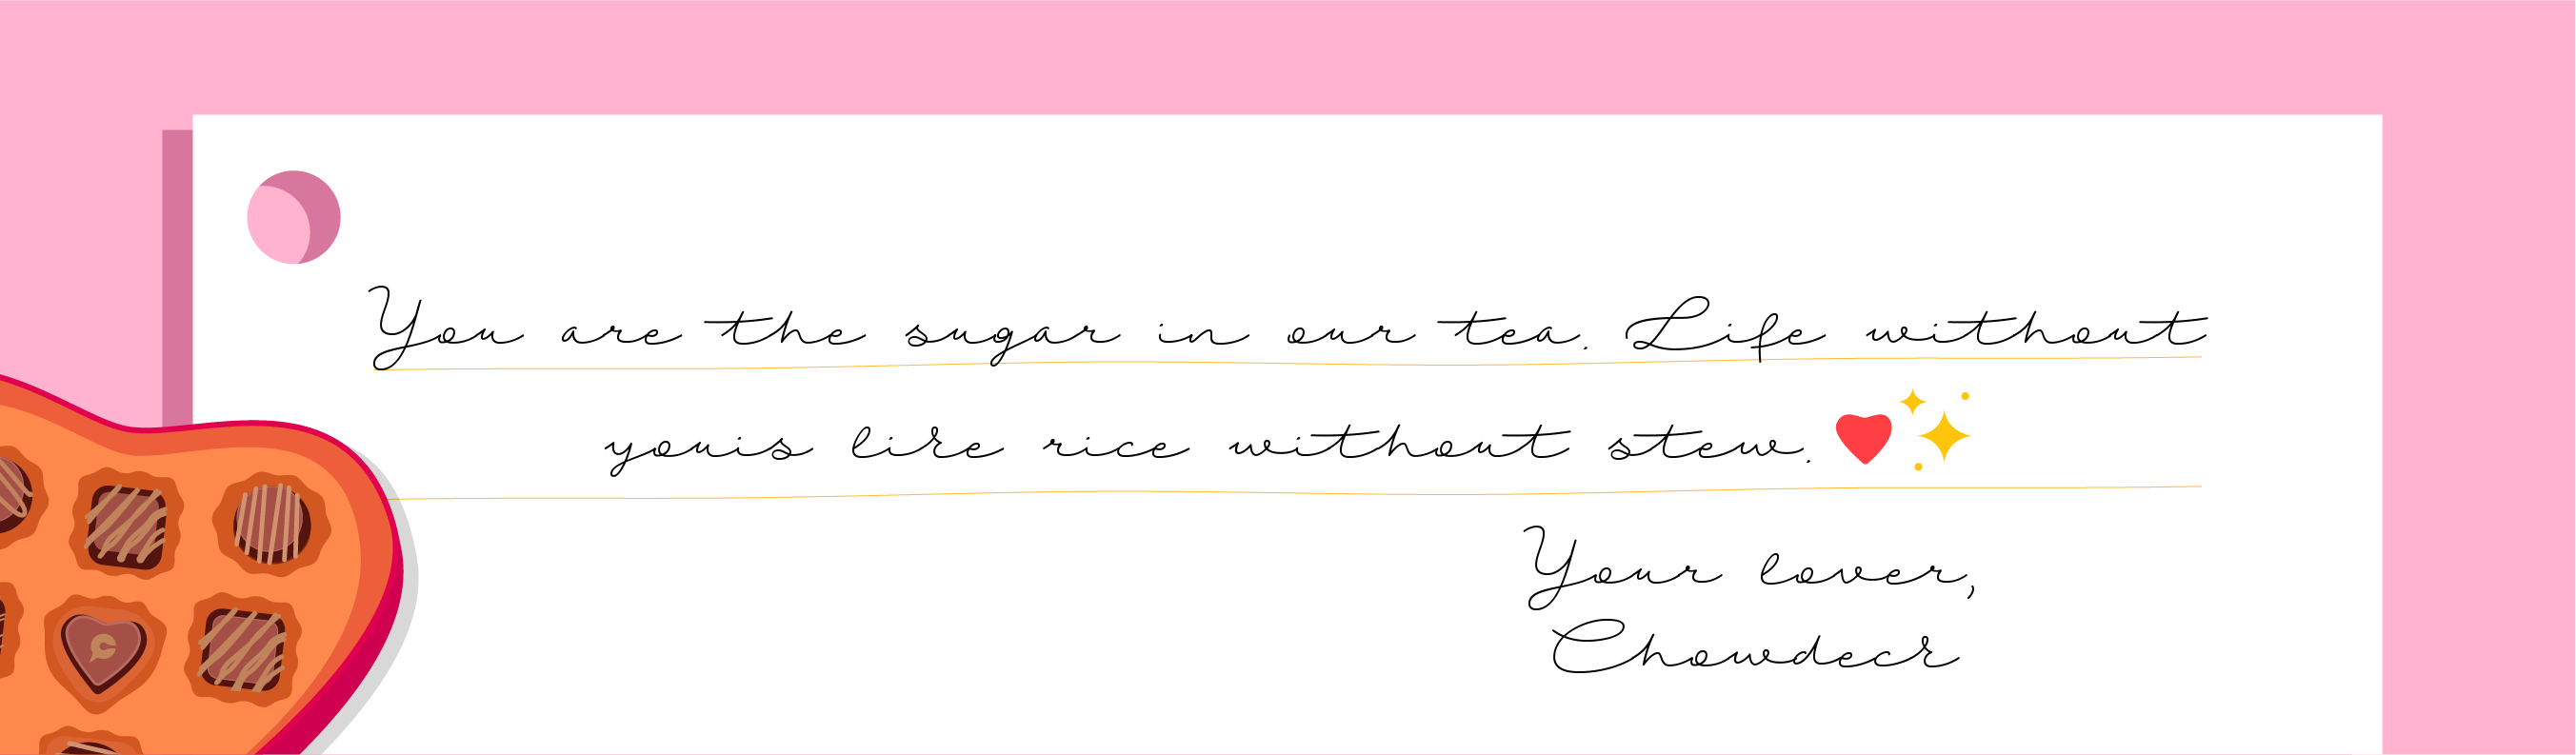 You are the sugar in our tea. Life without
youis like rice without stew.
Your lover,
Chowdeck